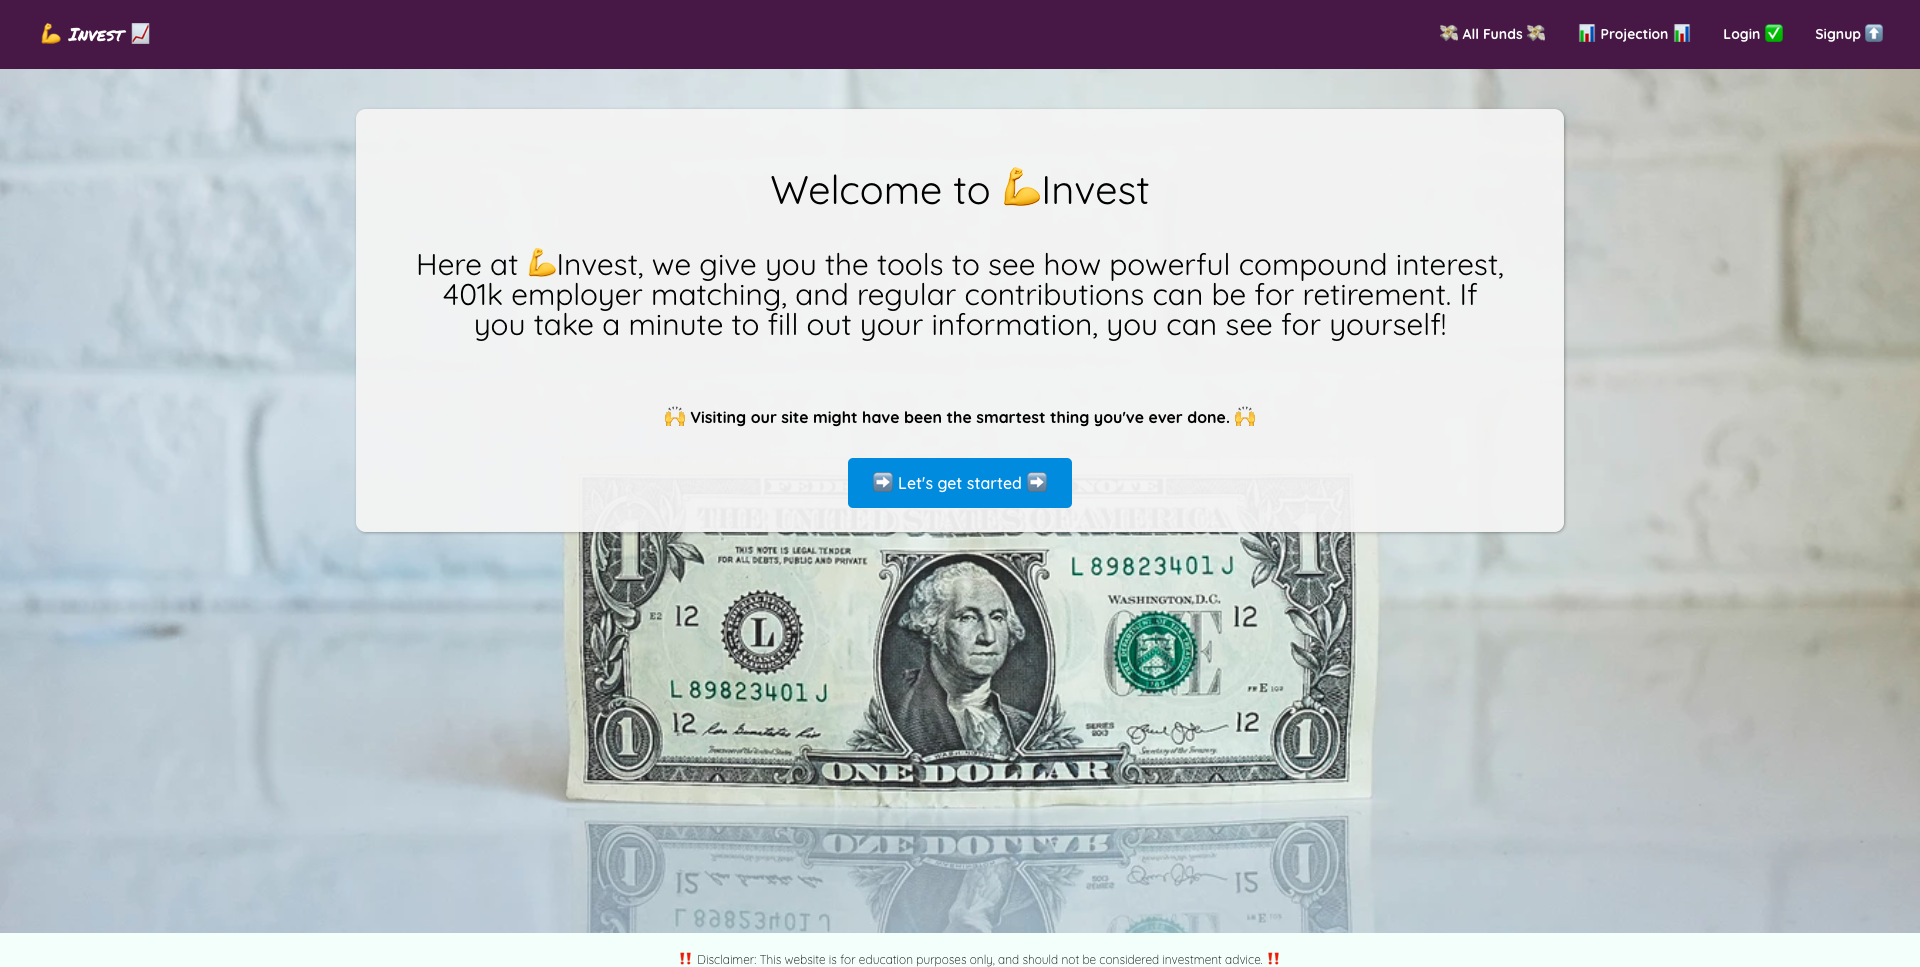 💪 Invest 📈
💸 All Funds 💸
📊 Projection 📊
Login ✅
Signup ⬆️
Welcome to 💪Invest
Here at 💪Invest, we give you the tools to see how powerful compound interest,
401k employer matching, and regular contributions can be for retirement. If
you take a minute to fill out your information, you can see for yourself!
🙌 Visiting our site might have been the smartest thing you've ever done. 🙌
➡️ Let's get started ➡️
THE UNITED STATES OF AMERICA
THIS NOTE IS LEGAL TENDER
FOR ALL DEBTS, PUBLIC AND PRIVATE
L 89823401 J
WASHINGTON, D.C.
E2 12
12
L
L 89823401 J
12
SERIES
2013
12
Treasurer of the United States.
Secretary of the Treasury.
WASHINGTON
1
ONE DOLLAR
1
‼️ Disclaimer: This website is for education purposes only, and should not be considered investment advice. ‼️